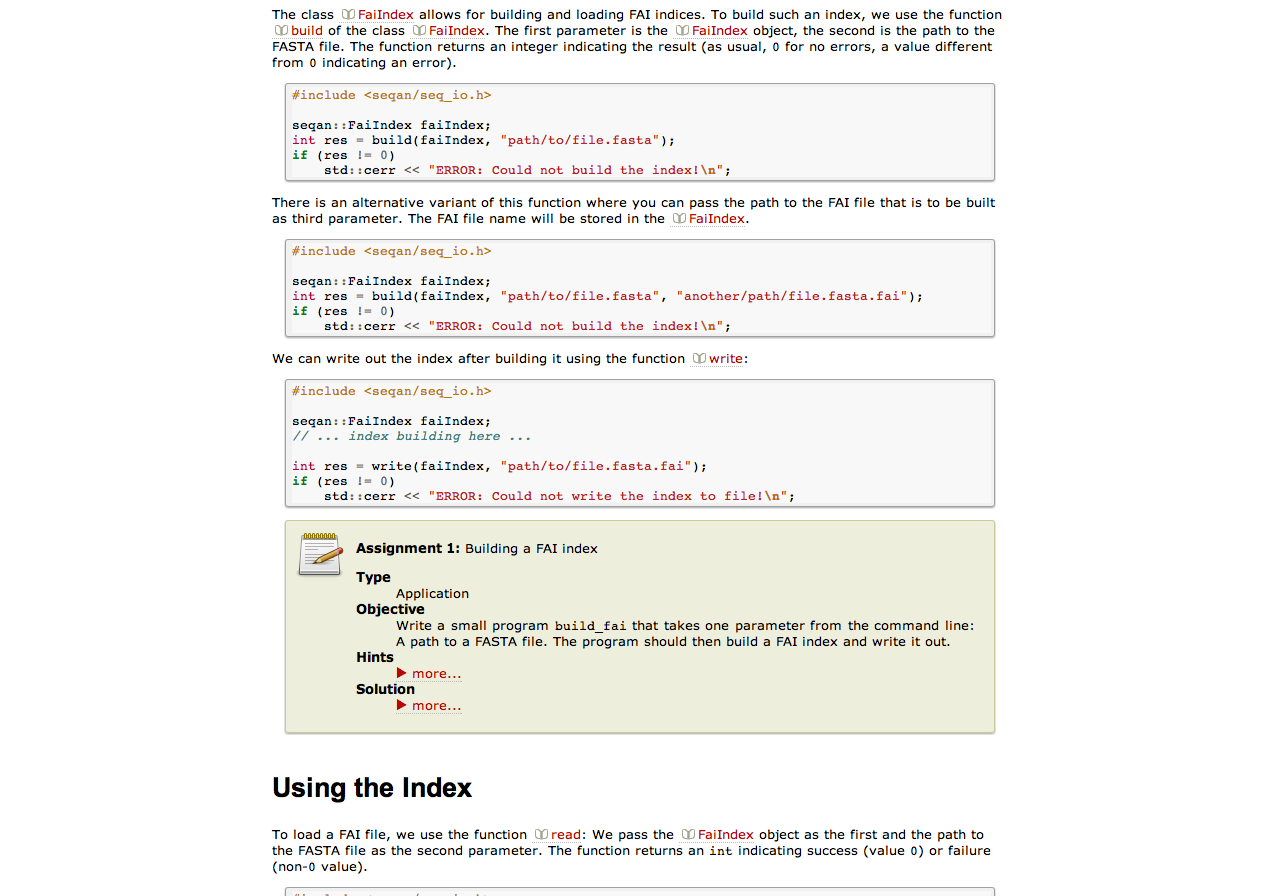 The class FaiIndex allows for building and loading FAI indices. To build such an index, we use the function
build of the class FaiIndex. The first parameter is the FaiIndex object, the second is the path to the
FASTA file. The function returns an integer indicating the result (as usual, 0 for no errors, a value different
from 0 indicating an error).
#include <seqan/seq_io.h>
seqan::FaiIndex faiIndex;
int res = build(faiIndex, "path/to/file.fasta");
if (res != 0)
    std::cerr << "ERROR: Could not build the index!\n";
There is an alternative variant of this function where you can pass the path to the FAI file that is to be built
as third parameter. The FAI file name will be stored in the FaiIndex.
#include <seqan/seq_io.h>
seqan::FaiIndex faiIndex;
int res = build(faiIndex, "path/to/file.fasta", "another/path/file.fasta.fai");
if (res != 0)
    std::cerr << "ERROR: Could not build the index!\n";
We can write out the index after building it using the function write:
#include <seqan/seq_io.h>
seqan::FaiIndex faiIndex;
// ... index building here ...
int res = write(faiIndex, "path/to/file.fasta.fai");
if (res != 0)
    std::cerr << "ERROR: Could not write the index to file!\n";
Assignment 1: Building a FAI index
Type
Application
Objective
Write a small program build_fai that takes one parameter from the command line:
A path to a FASTA file. The program should then build a FAI index and write it out.
Hints
▶ more...
Solution
▶ more...
Using the Index
To load a FAI file, we use the function read: We pass the FaiIndex object as the first and the path to
the FASTA file as the second parameter. The function returns an int indicating success (value 0) or failure
(non-0 value).